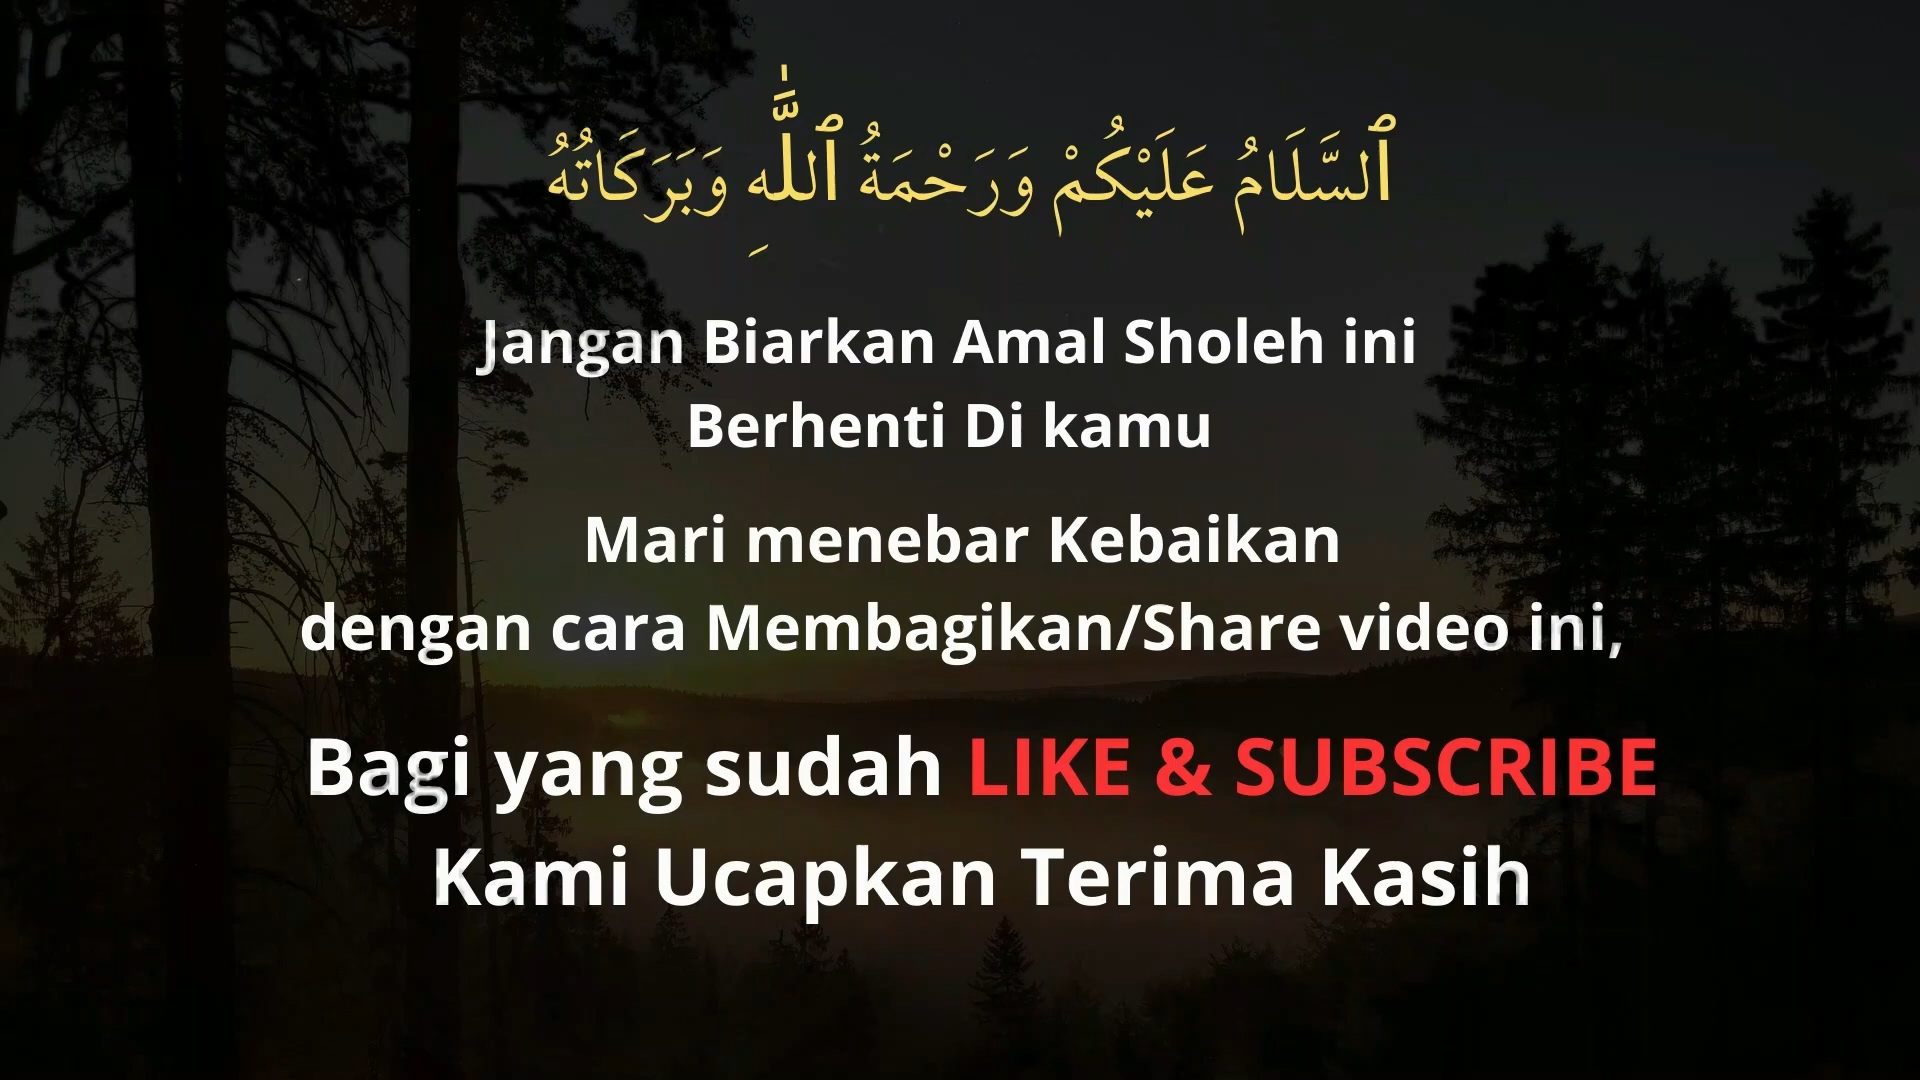 ٱلسَّلَامُ عَلَيْكُمْ وَرَحْمَةُ ٱللَّٰهِ وَبَرَكَاتُهُ
Jangan Biarkan Amal Sholeh ini
Berhenti Di kamu
Mari menebar Kebaikan
dengan cara Membagikan/Share video ini,
Bagi yang sudah LIKE & SUBSCRIBE
Kami Ucapkan Terima Kasih